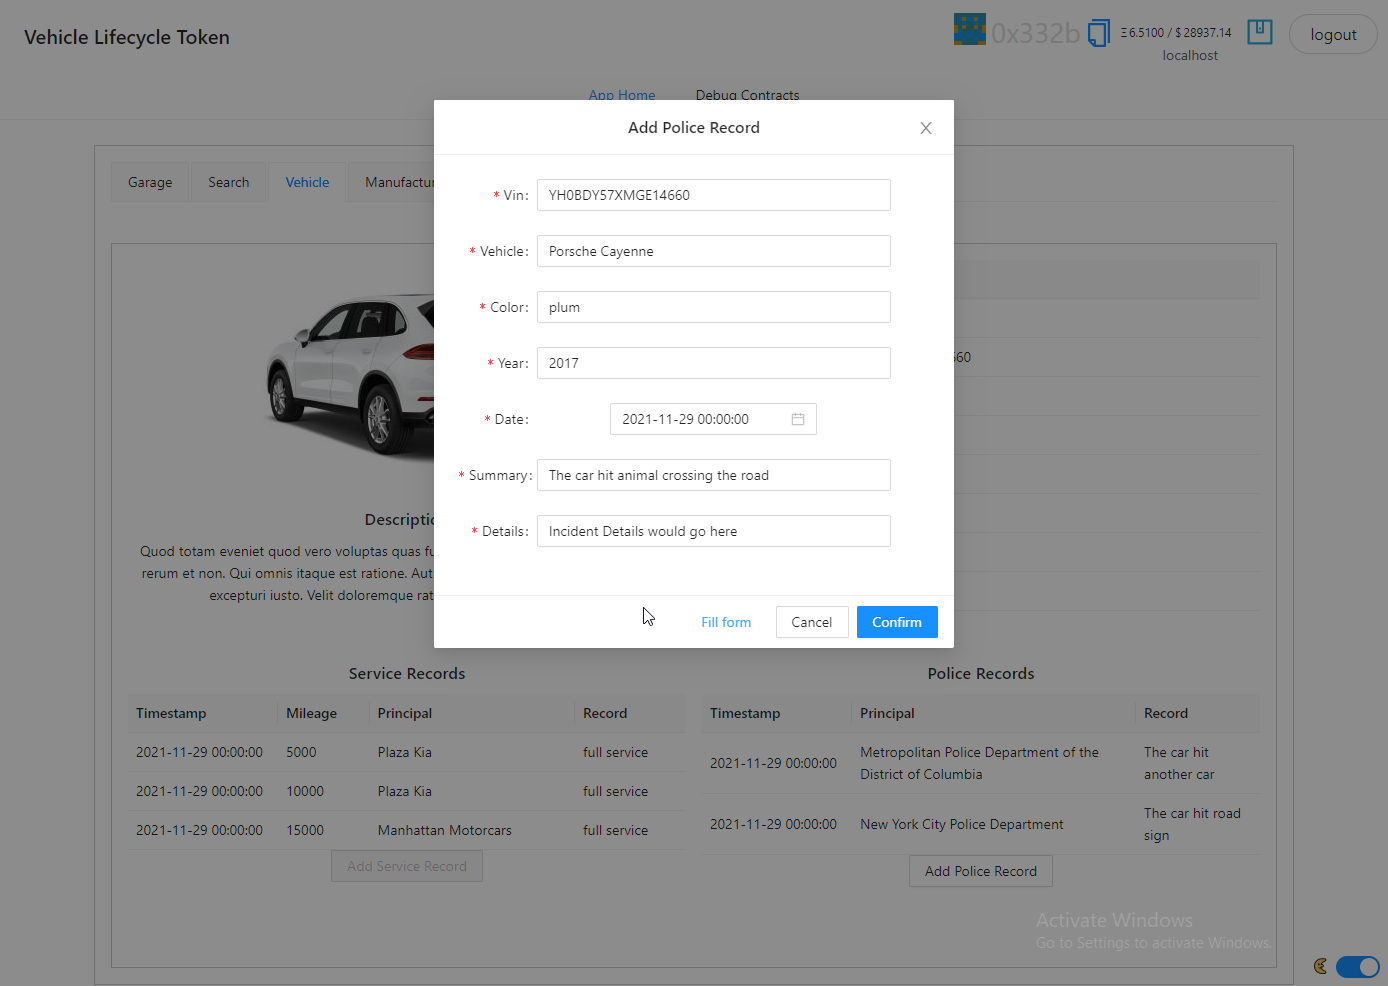 Vehicle Lifecycle Token
0x332b
Ξ6.5100 / $ 28937.14
localhost
logout
App Home
Debug Contracts
Garage
Search
Vehicle
Add Police Record
* Vin: YH0BDY57XMGE14660
* Vehicle: Porsche Cayenne
* Color: plum
* Year: 2017
* Date: 2021-11-29 00:00:00
* Summary: The car hit animal crossing the road
* Details: Incident Details would go here
Fill form
Cancel
Confirm
Quod totam eveniet quod vero voluptas quas
rerum et non. Qui omnis itaque est ratione. Aut
excepturi iusto. Velit doloremque
Service Records
Timestamp Mileage Principal Record
2021-11-29 00:00:00 5000 Plaza Kia full service
2021-11-29 00:00:00 10000 Plaza Kia full service
2021-11-29 00:00:00 15000 Manhattan Motorcars full service
Add Service Record
Police Records
Timestamp Principal Record
2021-11-29 00:00:00 Metropolitan Police Department of the The car hit
District of Columbia another car
2021-11-29 00:00:00 New York City Police Department The car hit road
sign
Add Police Record
Activate Windows
Go to Settings to activate Windows.